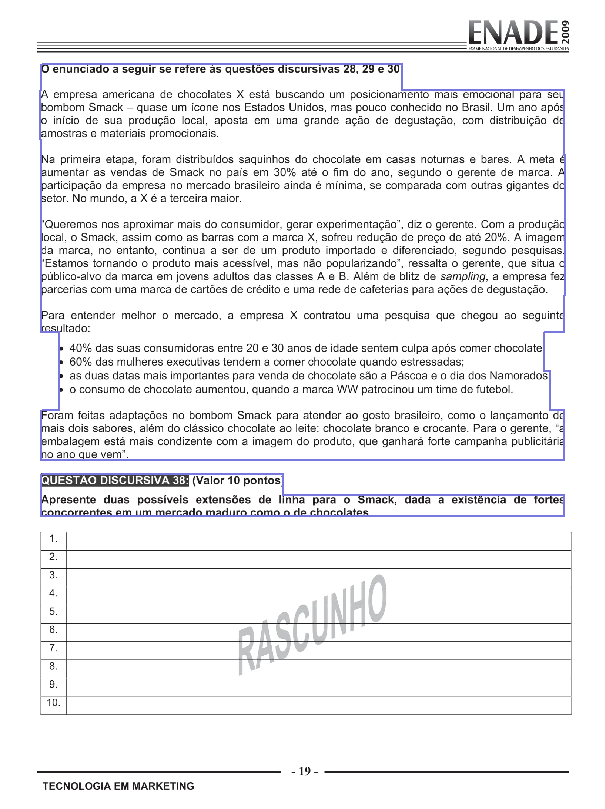 ENADE 2009
EXAME NACIONAL DE DESEMPENHO DOS ESTUDANTES
O enunciado a seguir se refere às questões discursivas 28, 29 e 30
A empresa americana de chocolates X está buscando um posicionamento mais emocional para seu
bombom Smack – quase um ícone nos Estados Unidos, mas pouco conhecido no Brasil. Um ano após
o início de sua produção local, aposta em uma grande ação de degustação, com distribuição de
amostras e materiais promocionais.
Na primeira etapa, foram distribuídos saquinhos do chocolate em casas noturnas e bares. A meta é
aumentar as vendas de Smack no país em 30% até o fim do ano, segundo o gerente de marca. A
participação da empresa no mercado brasileiro ainda é mínima, se comparada com outras gigantes do
setor. No mundo, a X é a terceira maior.
“Queremos nos aproximar mais do consumidor, gerar experimentação”, diz o gerente. Com a produção
local, o Smack, assim como as barras com a marca X, sofreu redução de preço de até 20%. A imagem
da marca, no entanto, continua a ser de um produto importado e diferenciado, segundo pesquisas.
“Estamos tornando o produto mais acessível, mas não popularizando”, ressalta o gerente, que situa o
público-alvo da marca em jovens adultos das classes A e B. Além de blitz de sampling, a empresa fez
parcerias com uma marca de cartões de crédito e uma rede de cafeterias para ações de degustação.
Para entender melhor o mercado, a empresa X contratou uma pesquisa que chegou ao seguinte
resultado:
• 40% das suas consumidoras entre 20 e 30 anos de idade sentem culpa após comer chocolate;
• 60% das mulheres executivas tendem a comer chocolate quando estressadas;
• as duas datas mais importantes para venda de chocolate são a Páscoa e o dia dos Namorados;
• o consumo de chocolate aumentou, quando a marca WW patrocinou um time de futebol.
Foram feitas adaptações no bombom Smack para atender ao gosto brasileiro, como o lançamento de
mais dois sabores, além do clássico chocolate ao leite: chocolate branco e crocante. Para o gerente, “a
embalagem está mais condizente com a imagem do produto, que ganhará forte campanha publicitária
no ano que vem”.
QUESTÃO DISCURSIVA 38: (Valor 10 pontos)
Apresente duas possíveis extensões de linha para o Smack, dada a existência de fortes
concorrentes em um mercado maduro como o de chocolates.
1.
2.
3.
4.
5.
6.
7.
8.
9.
10.
RASCUNHO
- 19 -
TECNOLOGIA EM MARKETING